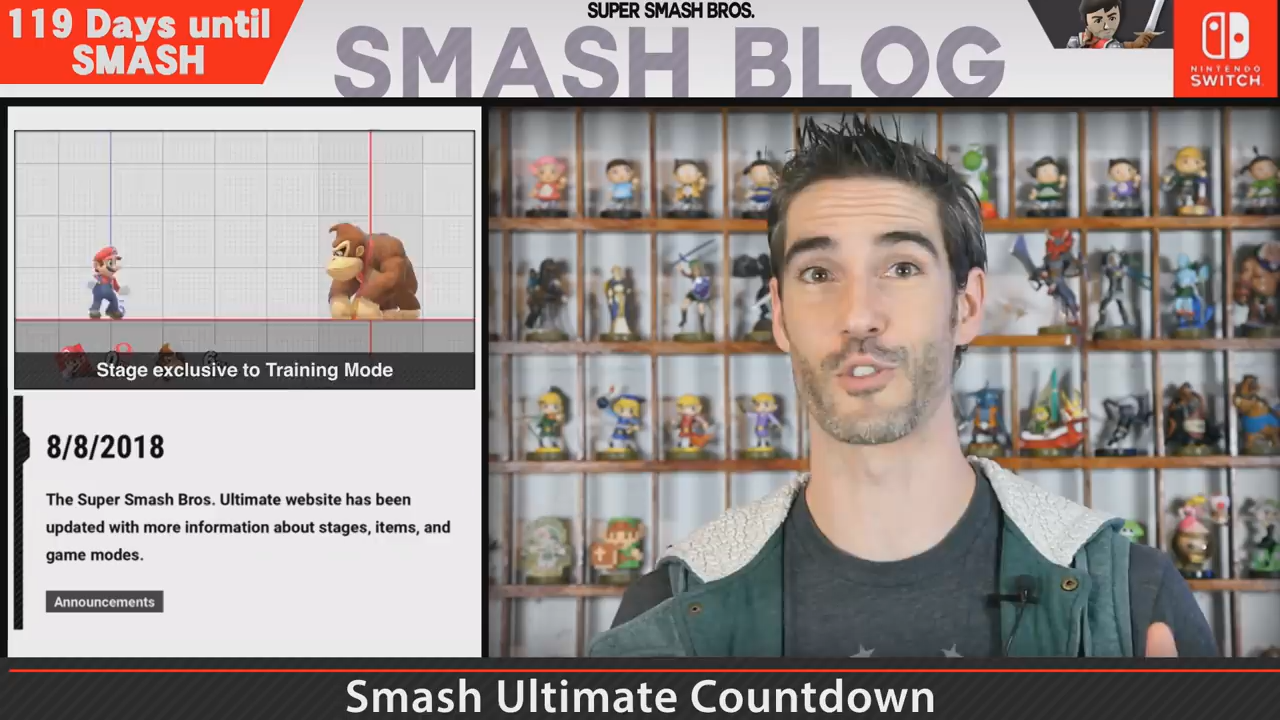 119 Days until
SMASH
SUPER SMASH BROS.
SMASH BLOG
NINTENDO
SWITCH
Stage exclusive to Training Mode
8/8/2018
The Super Smash Bros. Ultimate website has been
updated with more information about stages, items, and
game modes.
Announcements
Smash Ultimate Countdown